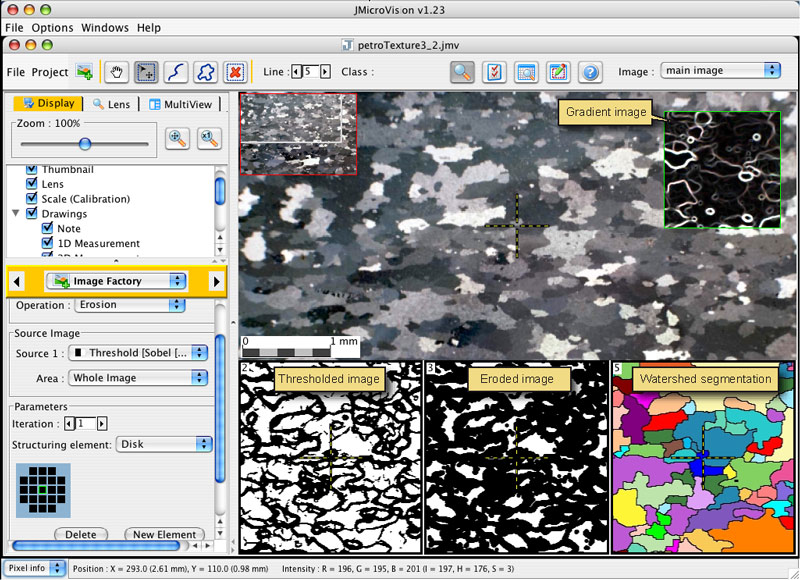 JMicroVis on v1.23
File Options Windows Help
petroTexture3_2.jmv
File Project
Line : 5 Class :
Image : main image
Display Lens MultiView
Zoom : 100%
x1
Thumbnail
Lens
Scale (Calibration)
Drawings
Note
1D Measurement
Image Factory
Operation : Erosion
Source Image
Source 1 : Threshold [Sobel [...
Area : Whole Image
Parameters
Iteration : 1
Structuring element: Disk
Delete New Element
Gradient image
0 1 mm
2 Thresholded image
3 Eroded image
5 Watershed segmentation
Pixel info Position : X = 293.0 (2.61 mm), Y = 110.0 (0.98 mm) Intensity : R = 196, G = 195, B = 201 (I = 197, H = 176, S = 3)